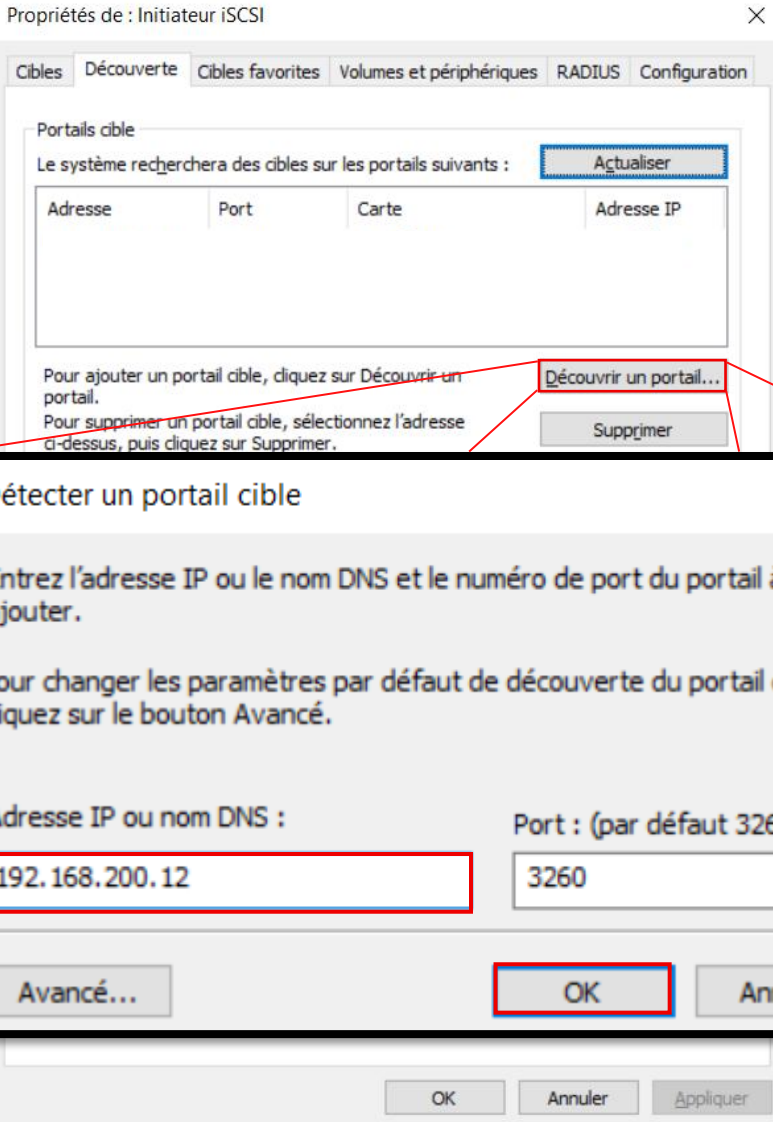 Propriétés de : Initiateur iSCSI
Cibles Découverte Cibles favorites Volumes et périphériques RADIUS Configuration
Portails cible
Le système recherchera des cibles sur les portails suivants :
Actualiser
Adresse Port Carte Adresse IP
Pour ajouter un portail cible, cliquez sur Découvrir un
portail.
Découvrir un portail...
Pour supprimer un portail cible, sélectionnez l'adresse
ci-dessus, puis cliquez sur Supprimer.
Supprimer
étecter un portail cible
ntrez l'adresse IP ou le nom DNS et le numéro de port du portail à
jouter.
our changer les paramètres par défaut de découverte du portail
iquez sur le bouton Avancé.
dresse IP ou nom DNS :
Port : (par défaut 326
192.168.200.12
3260
Avancé...
OK
An
OK Annuler Appliquer